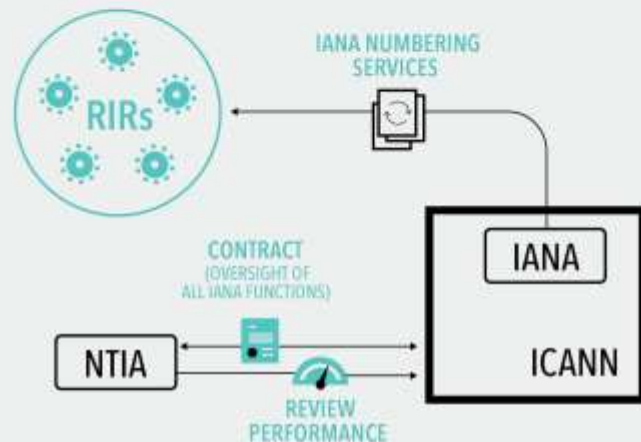 IANA NUMBERING
SERVICES
RIRs
CONTRACT
(OVERSIGHT OF
ALL IANA FUNCTIONS)
IANA
NTIA
ICANN
REVIEW
PERFORMANCE